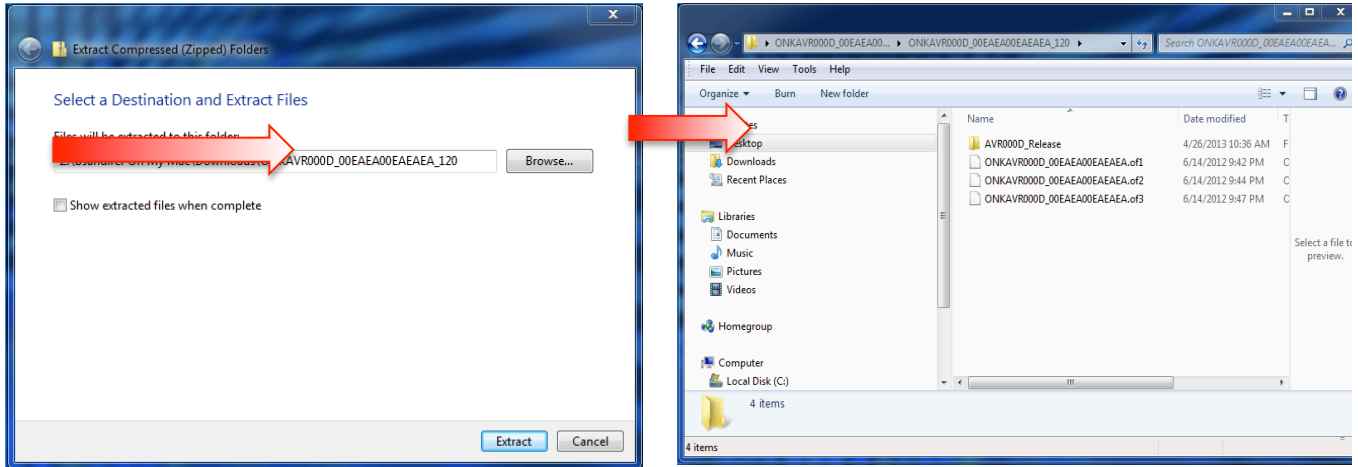 x
Extract Compressed (Zipped) Folders
Select a Destination and Extract Files
Files will be extracted to this folder:
AVR000D_00EAEA00EAEAEA_120
Browse...
Show extracted files when complete
Extract
Cancel
x
ONKAVR000D_00EAEA00... ONKAVR000D_00EAEA00EAEAEA_120
Search ONKAVR000D_00EAEA00EAEA...
File Edit View Tools Help
Organize Burn New folder
Desktop
Downloads
Recent Places
Libraries
Documents
Music
Pictures
Videos
Homegroup
Computer
Local Disk (C:)
Name Date modified T
AVR000D_Release 4/26/2013 10:36 AM F
ONKAVR000D_00EAEA00EAEAEA.of1 6/14/2012 9:42 PM
ONKAVR000D_00EAEA00EAEAEA.of2 6/14/2012 9:44 PM
ONKAVR000D_00EAEA00EAEAEA.of3 6/14/2012 9:47 PM
Select a file to
preview.
4 items
4 items